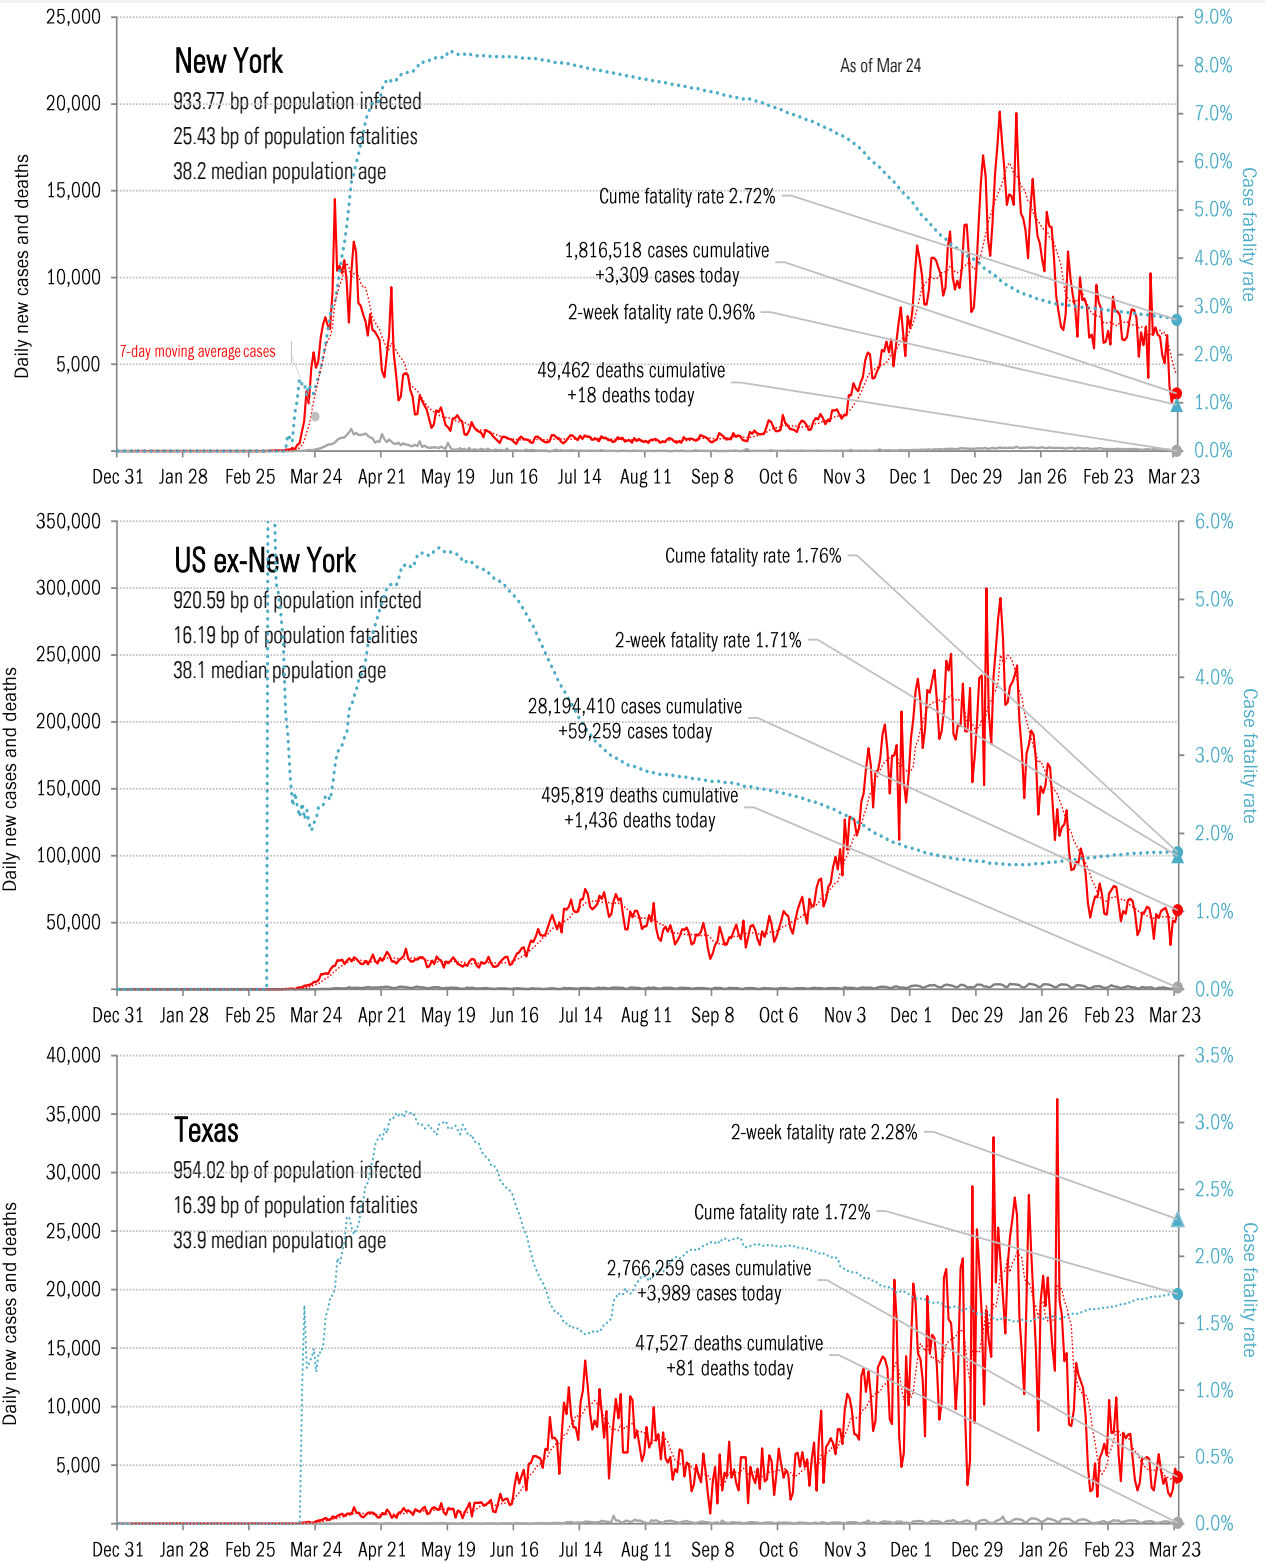 25,000
20,000
15,000
10,000
5,000
9.0%
8.0%
7.0%
6.0%
5.0%
4.0%
3.0%
2.0%
1.0%
0.0%
Daily new cases and deaths
Case fatality rate
New York
933.77 bp of population infected
25.43 bp of population fatalities
38.2 median population age
As of Mar 24
Cume fatality rate 2.72%
1,816,518 cases cumulative
+3,309 cases today
2-week fatality rate 0.96%
49,462 deaths cumulative
+18 deaths today
7-day moving average cases
Dec 31 Jan 28 Feb 25 Mar 24 Apr 21 May 19 Jun 16 Jul 14 Aug 11 Sep 8 Oct 6 Nov 3 Dec 1 Dec 29 Jan 26 Feb 23 Mar 23
350,000
300,000
250,000
200,000
150,000
100,000
50,000
6.0%
5.0%
4.0%
3.0%
2.0%
1.0%
0.0%
Daily new cases and deaths
Case fatality rate
US ex-New York
920.59 bp of population infected
16.19 bp of population fatalities
38.1 median population age
Cume fatality rate 1.76%
2-week fatality rate 1.71%
28,194,410 cases cumulative
+59,259 cases today
495,819 deaths cumulative
+1,436 deaths today
Dec 31 Jan 28 Feb 25 Mar 24 Apr 21 May 19 Jun 16 Jul 14 Aug 11 Sep 8 Oct 6 Nov 3 Dec 1 Dec 29 Jan 26 Feb 23 Mar 23
40,000
35,000
30,000
25,000
20,000
15,000
10,000
5,000
3.5%
3.0%
2.5%
2.0%
1.5%
1.0%
0.5%
0.0%
Daily new cases and deaths
Case fatality rate
Texas
954.02 bp of population infected
16.39 bp of population fatalities
33.9 median population age
2-week fatality rate 2.28%
Cume fatality rate 1.72%
2,766,259 cases cumulative
+3,989 cases today
47,527 deaths cumulative
+81 deaths today
Dec 31 Jan 28 Feb 25 Mar 24 Apr 21 May 19 Jun 16 Jul 14 Aug 11 Sep 8 Oct 6 Nov 3 Dec 1 Dec 29 Jan 26 Feb 23 Mar 23